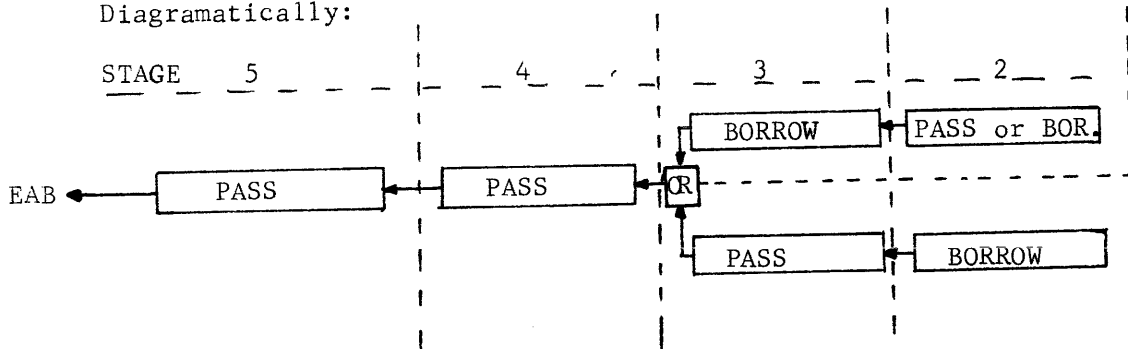 Diagramatically:
STAGE 5 4 3 2
BORROW PASS or BOR.
EAB PASS PASS OR
PASS BORROW